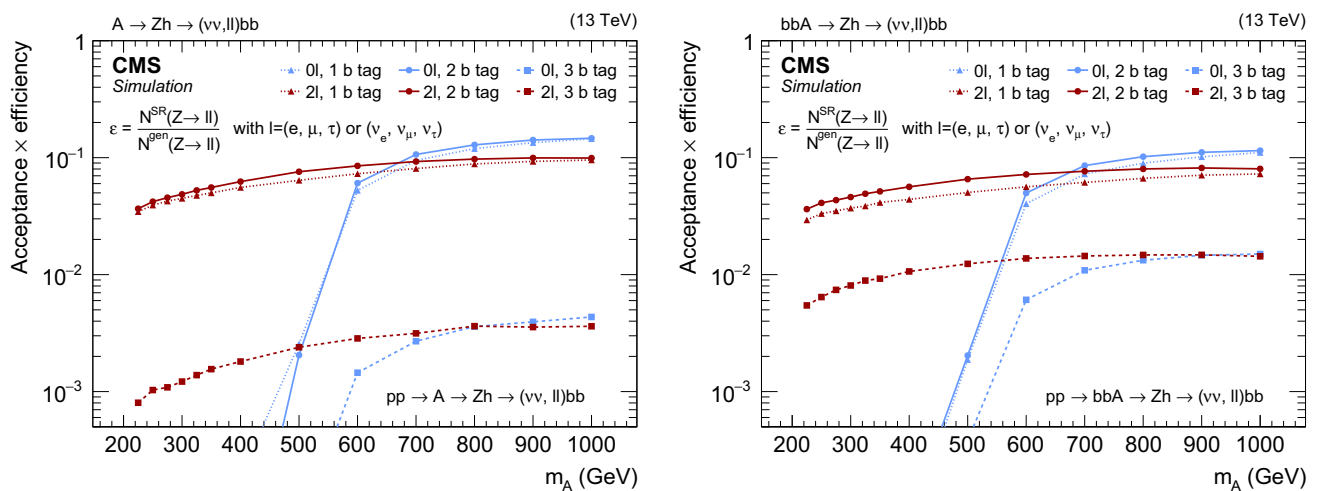 A → Zh → (νν,ll)bb (13 TeV)
1
CMS
Simulation
0l, 1 b tag 0l, 2 b tag 0l, 3 b tag
2l, 1 b tag 2l, 2 b tag 2l, 3 b tag
ε = N^SR(Z→ ll) / N^gen(Z→ ll) with l=(e, μ, τ) or (ν_e, ν_μ, ν_τ)
10^−1
10^−2
10^−3
Acceptance × efficiency
pp → A → Zh → (νν, ll)bb
200 300 400 500 600 700 800 900 1000
m_A (GeV)
bbA → Zh → (νν,ll)bb (13 TeV)
1
CMS
Simulation
0l, 1 b tag 0l, 2 b tag 0l, 3 b tag
2l, 1 b tag 2l, 2 b tag 2l, 3 b tag
ε = N^SR(Z→ ll) / N^gen(Z→ ll) with l=(e, μ, τ) or (ν_e, ν_μ, ν_τ)
10^−1
10^−2
10^−3
Acceptance × efficiency
pp → bbA → Zh → (νν, ll)bb
200 300 400 500 600 700 800 900 1000
m_A (GeV)